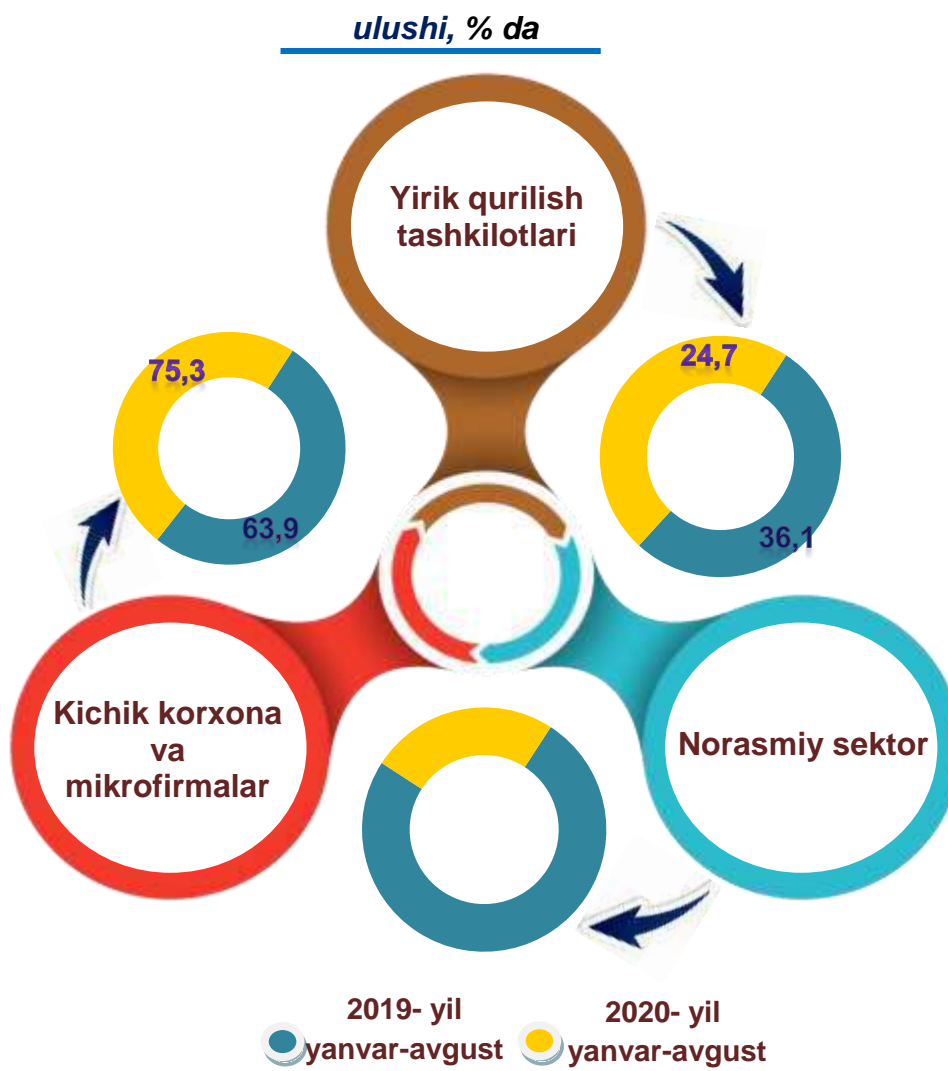 ulushi, % da
Yirik qurilish
tashkilotlari
75,3
63,9
24,7
36,1
Kichik korxona
va
mikrofirmalar
Norasmiy sektor
2019- yil
yanvar-avgust
2020- yil
yanvar-avgust